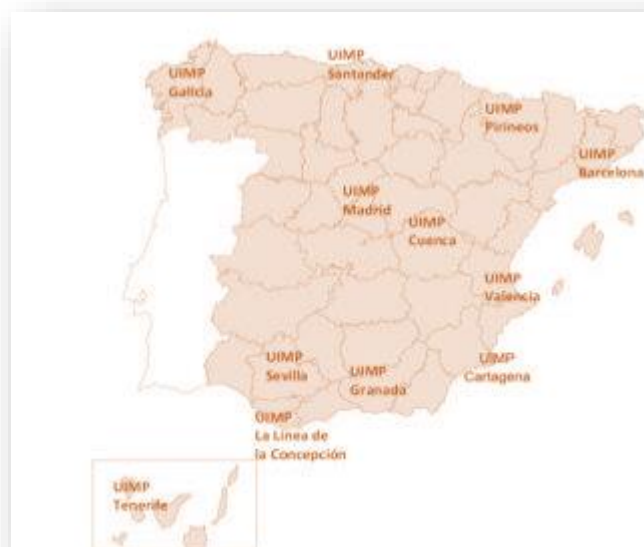 UIMP
Santander
UIMP
Galicia
UIMP
Pirineos
UIMP
Barcelona
UIMP
Madrid
UIMP
Cuenca
UIMP
Valencia
UIMP
Sevilla
UIMP
Granada
UIMP
Cartagena
UIMP
La Línea de
la Concepción
UIMP
Tenerife